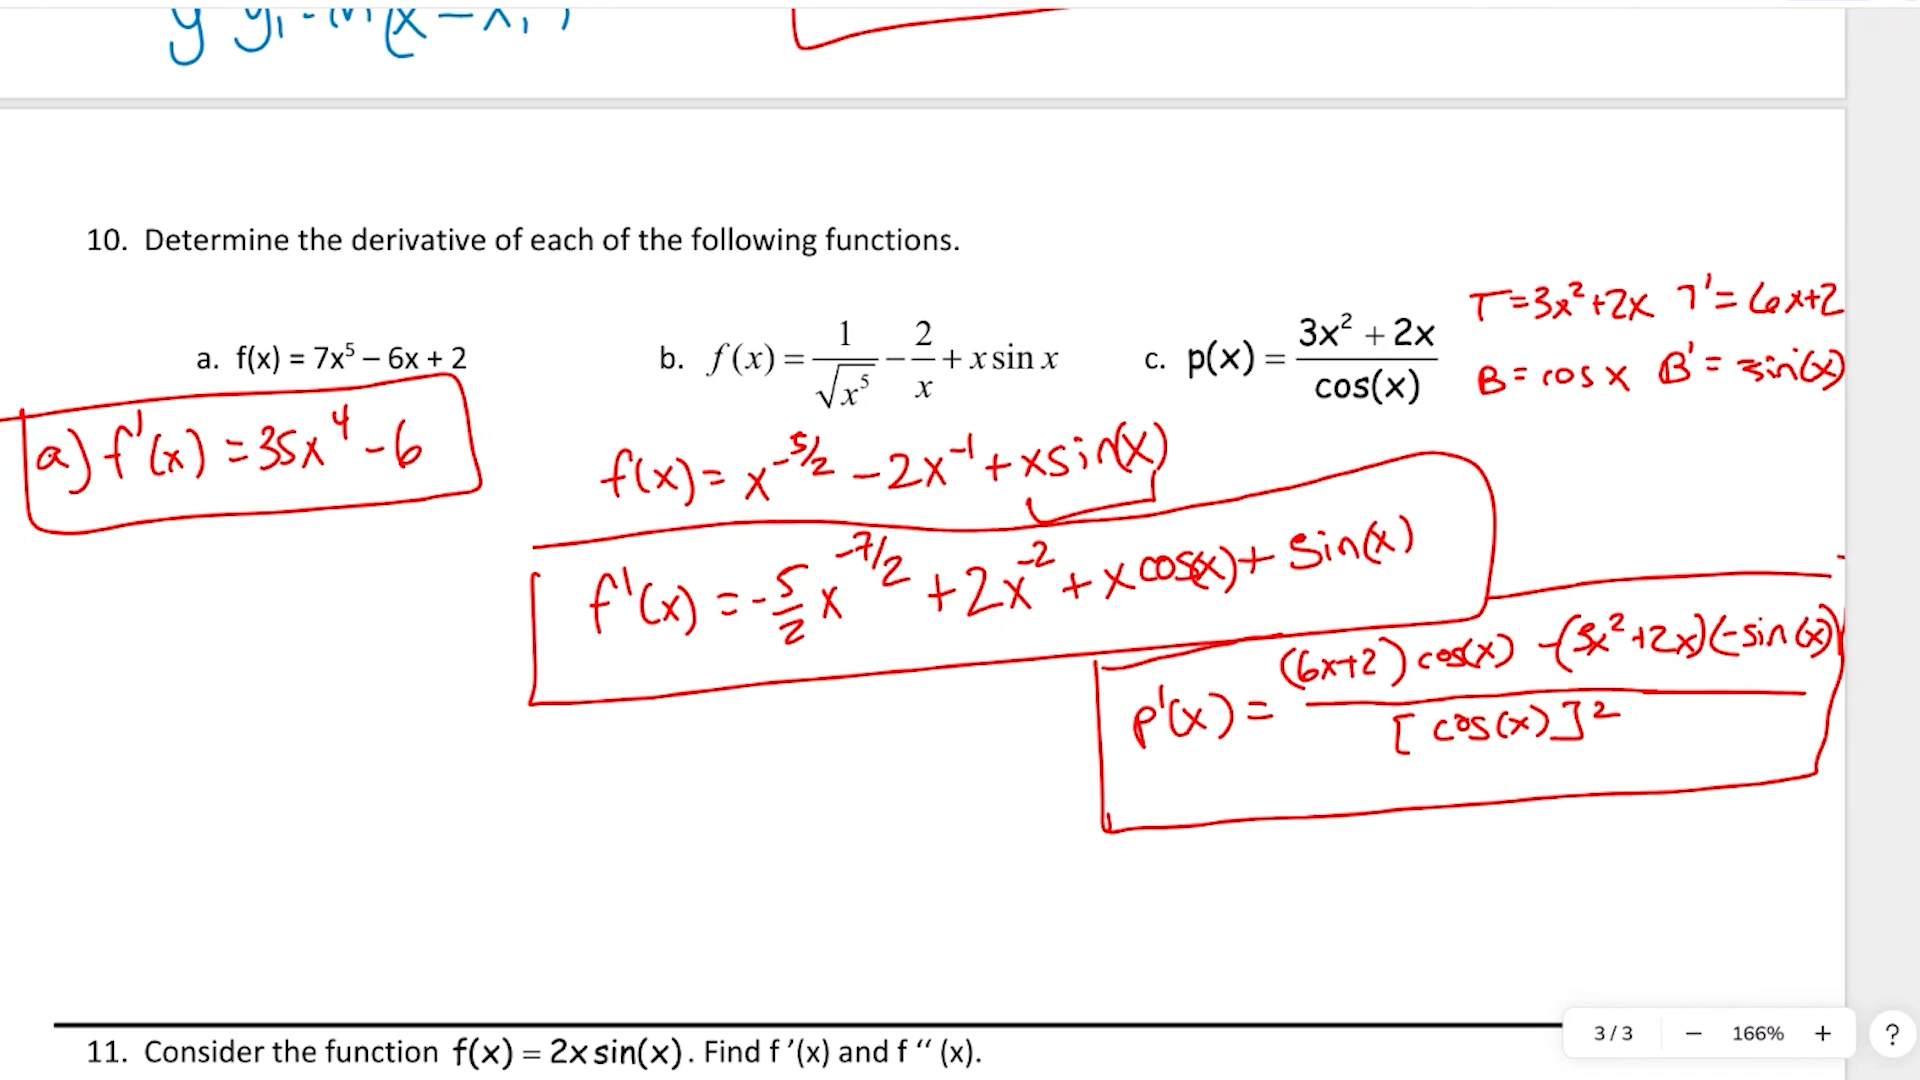 y y₁ = m(x − x₁)
10. Determine the derivative of each of the following functions.
T=3x²+2x T'=6x+2
a. f(x) = 7x⁵ – 6x + 2
b. f(x) = 1/√x⁵ − 2/x + x sin x
c. p(x) = (3x² + 2x)/cos(x)
B = cos x B' = sin(x)
a) f'(x) = 35x⁴ − 6
f(x) = x^(-5/2) − 2x⁻¹ + xsin(x)
f'(x) = -5/2 x^(-7/2) + 2x⁻² + x cos(x) + sin(x)
p'(x) = (6x+2) cos(x) − (3x²+2x)(−sin(x)) / [cos(x)]²
11. Consider the function f(x) = 2x sin(x). Find f '(x) and f “ (x).
3 / 3 − 166% + ?